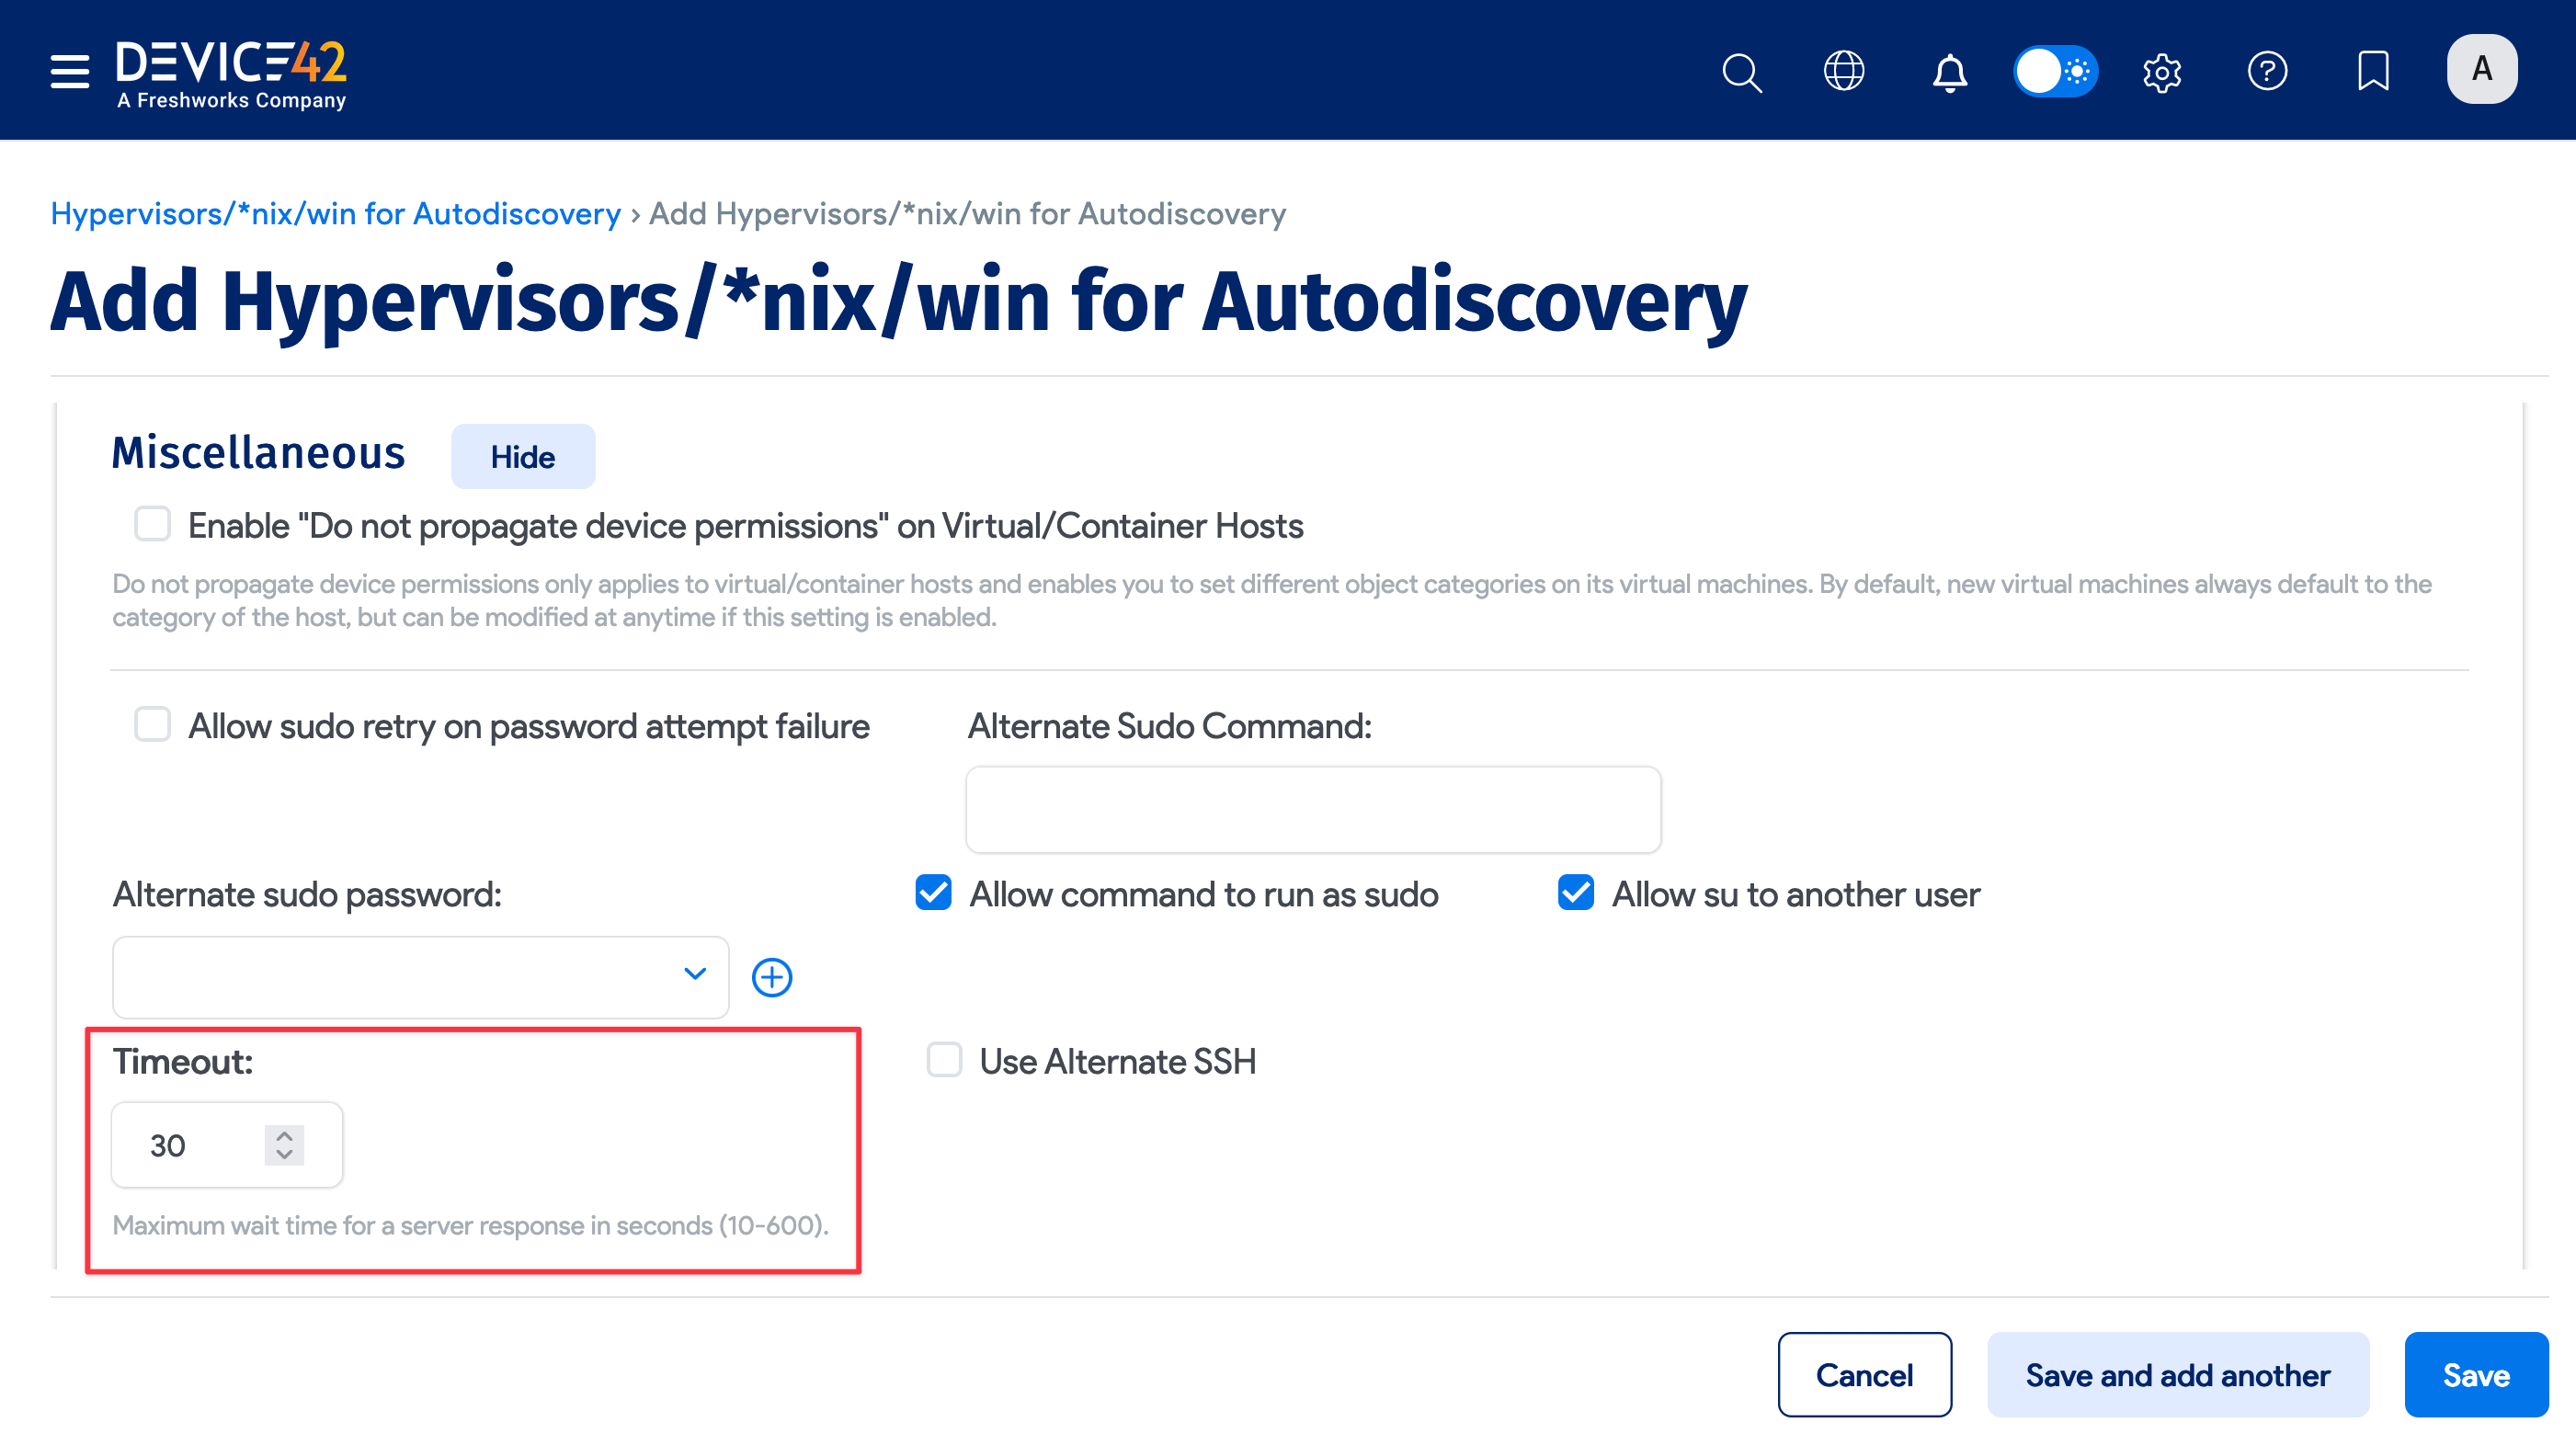 DEVICE42
A Freshworks Company
A
Hypervisors/*nix/win for Autodiscovery › Add Hypervisors/*nix/win for Autodiscovery
Add Hypervisors/*nix/win for Autodiscovery
Miscellaneous Hide
Enable "Do not propagate device permissions" on Virtual/Container Hosts
Do not propagate device permissions only applies to virtual/container hosts and enables you to set different object categories on its virtual machines. By default, new virtual machines always default to the
category of the host, but can be modified at anytime if this setting is enabled.
Allow sudo retry on password attempt failure Alternate Sudo Command:
Alternate sudo password: Allow command to run as sudo Allow su to another user
Timeout: Use Alternate SSH
30
Maximum wait time for a server response in seconds (10-600).
Cancel Save and add another Save